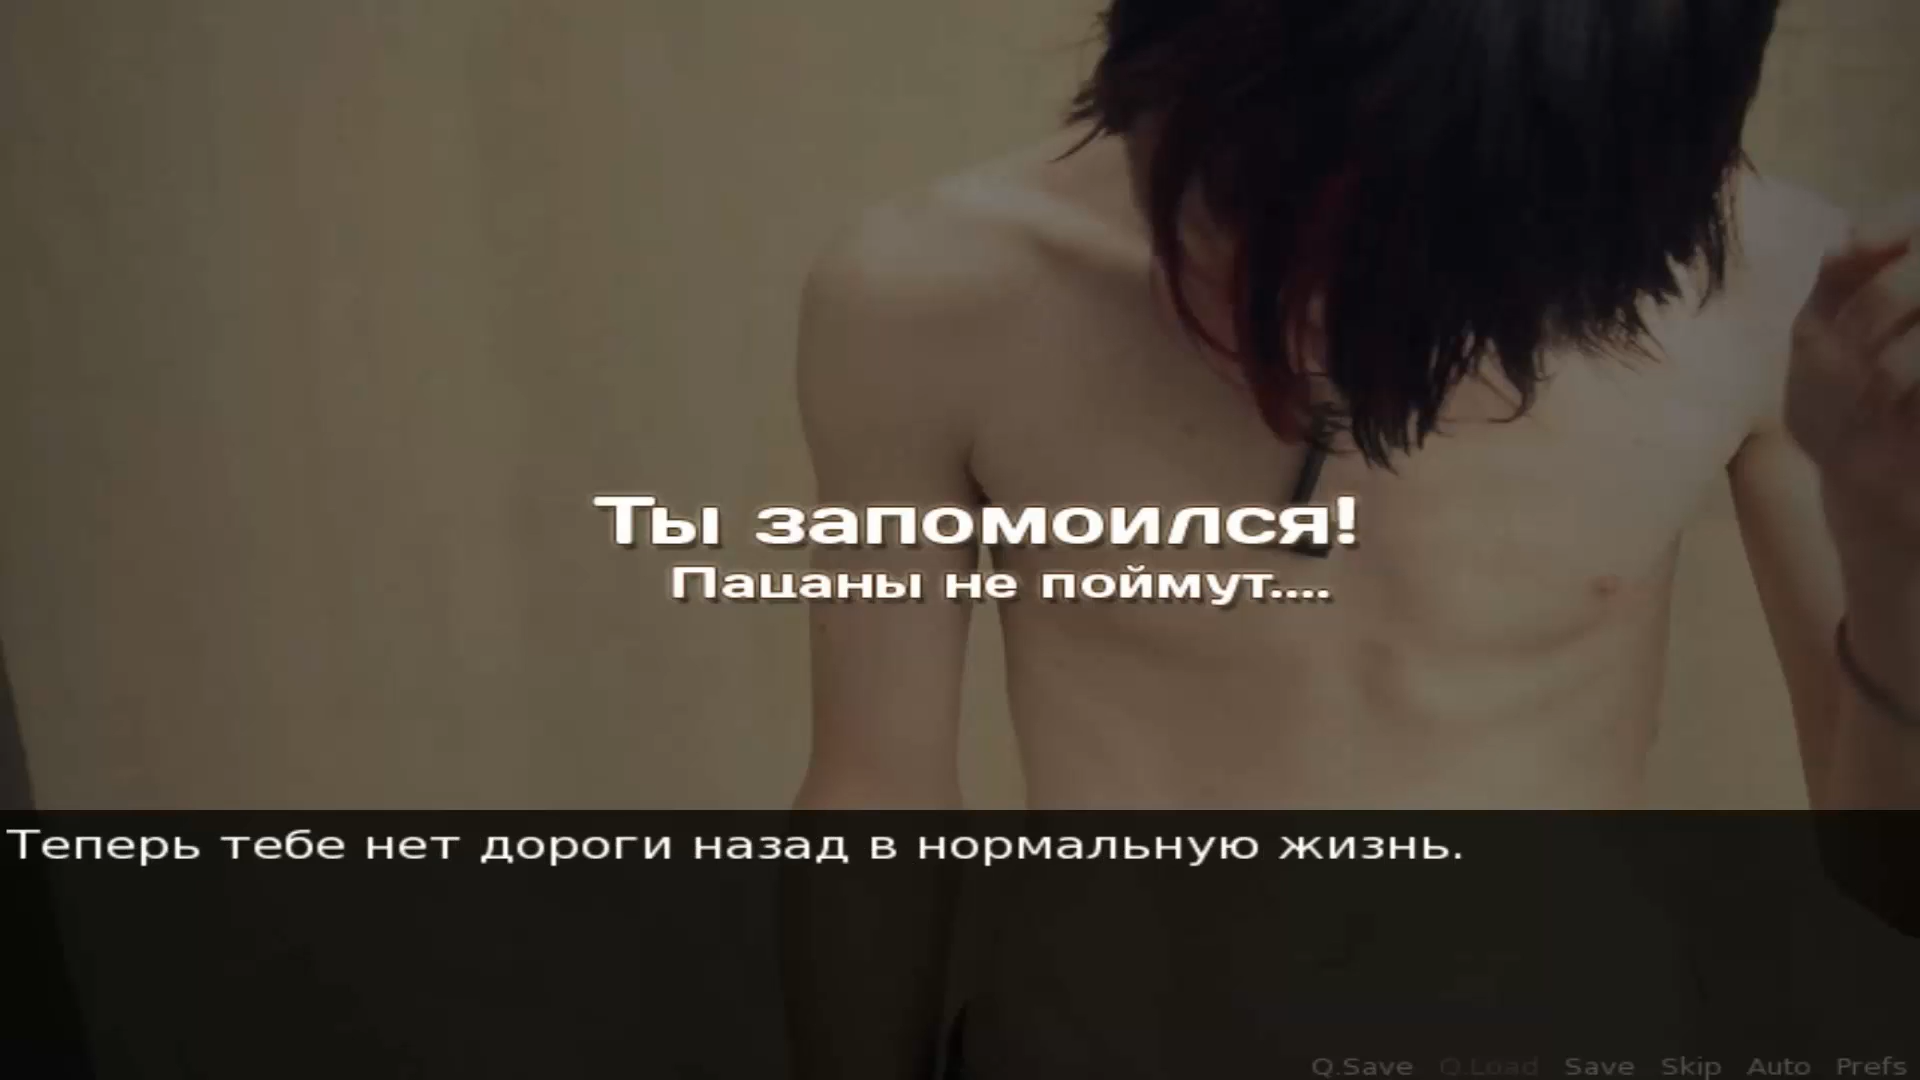 Ты запомоился!
Пацаны не поймут....
Теперь тебе нет дороги назад в нормальную жизнь.
Q.Save Q.Load Save Skip Auto Prefs